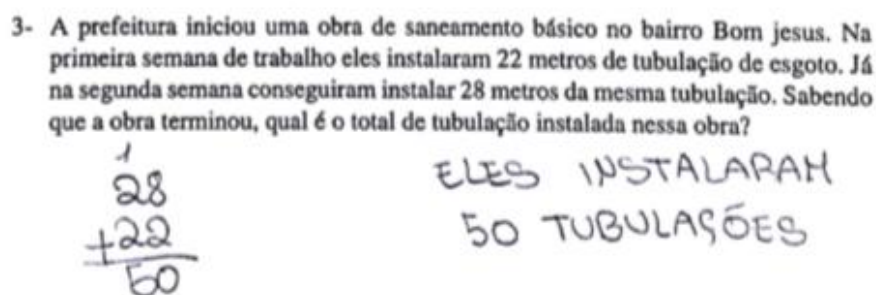 3- A prefeitura iniciou uma obra de saneamento básico no bairro Bom jesus. Na
primeira semana de trabalho eles instalaram 22 metros de tubulação de esgoto. Já
na segunda semana conseguiram instalar 28 metros da mesma tubulação. Sabendo
que a obra terminou, qual é o total de tubulação instalada nessa obra?
1
28
+22
50
ELES INSTALARAM
50 TUBULAÇÕES